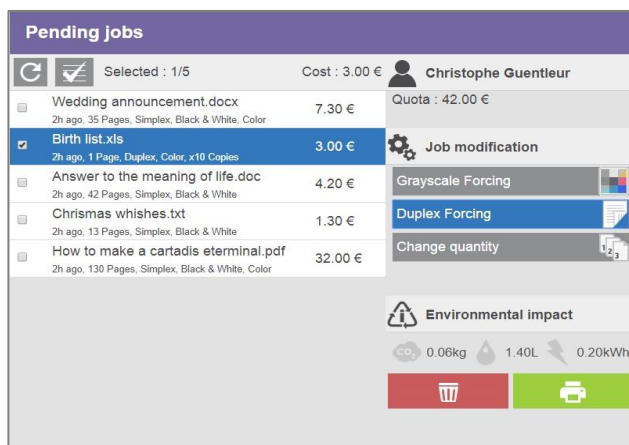 Pending jobs
Selected : 1/5
Cost : 3.00 €
Wedding announcement.docx
7.30 €
2h ago, 35 Pages, Simplex, Black & White, Color
Birth list.xls
3.00 €
2h ago, 1 Page, Duplex, Color, x10 Copies
Answer to the meaning of life.doc
4.20 €
2h ago, 42 Pages, Simplex, Black & White
Chrismas whishes.txt
1.30 €
2h ago, 13 Pages, Simplex, Black & White
How to make a cartadis eterminal.pdf
32.00 €
2h ago, 130 Pages, Simplex, Black & White, Color
Christophe Guentleur
Quota : 42.00 €
Job modification
Grayscale Forcing
Duplex Forcing
Change quantity
1 2 3
Environmental impact
CO2 0.06kg 1.40L 0.20kWh